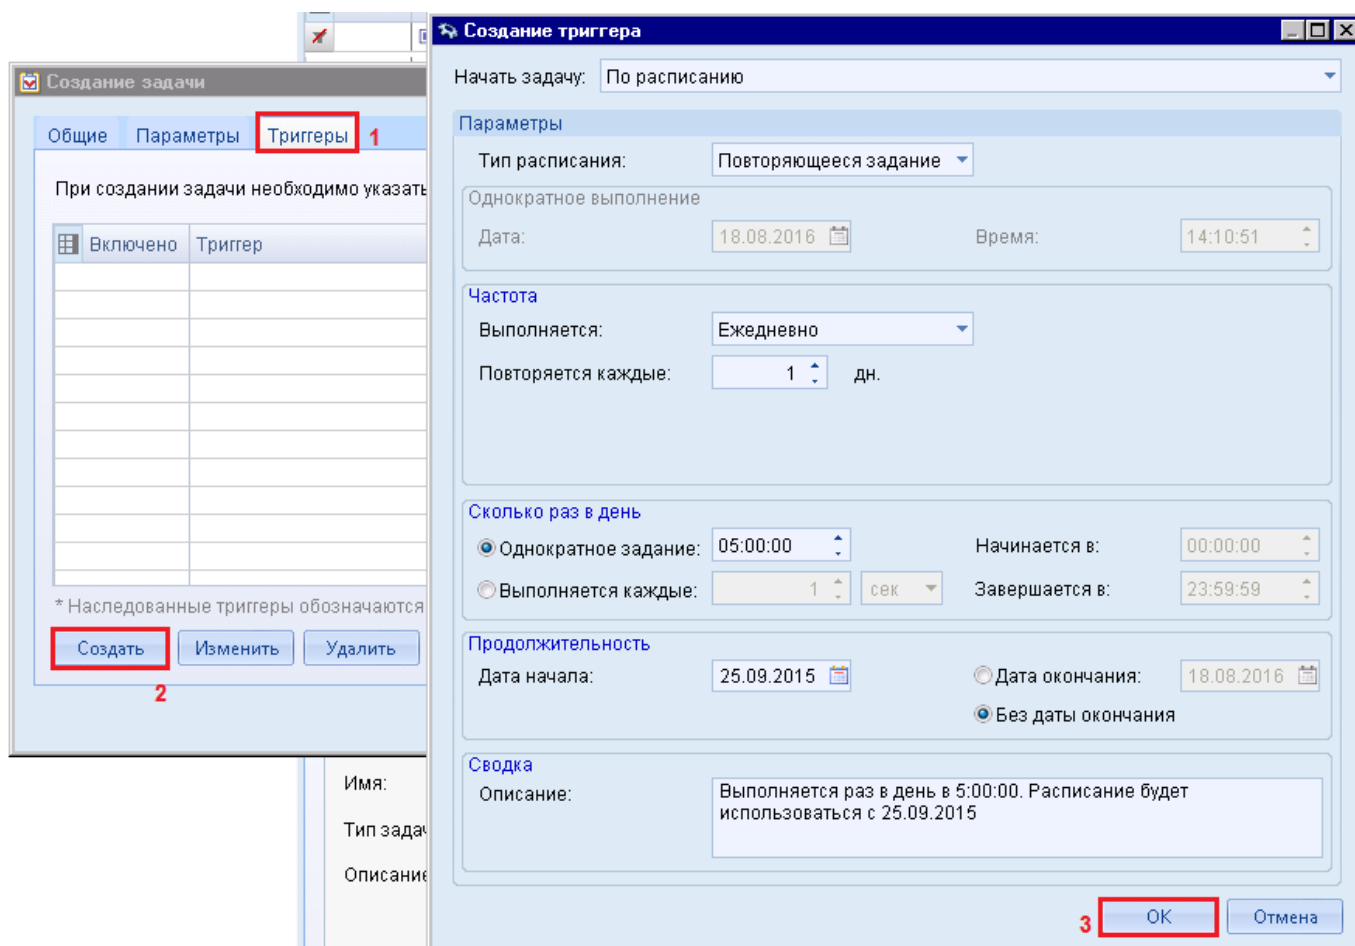 Создание задачи
Общие
Параметры
Триггеры
1
При создании задачи необходимо указать
Включено
Триггер
* Наследованные триггеры обозначаются
Создать
Изменить
Удалить
2
Имя:
Тип задач
Описание
Создание триггера
Начать задачу:
По расписанию
Параметры
Тип расписания:
Повторяющееся задание
Однократное выполнение
Дата:
18.08.2016
Время:
14:10:51
Частота
Выполняется:
Ежедневно
Повторяется каждые:
1
дн.
Сколько раз в день
Однократное задание:
05:00:00
Начинается в:
00:00:00
Выполняется каждые:
1
сек
Завершается в:
23:59:59
Продолжительность
Дата начала:
25.09.2015
Дата окончания:
18.08.2016
Без даты окончания
Сводка
Описание:
Выполняется раз в день в 5:00:00. Расписание будет
использоваться с 25.09.2015
3
OK
Отмена